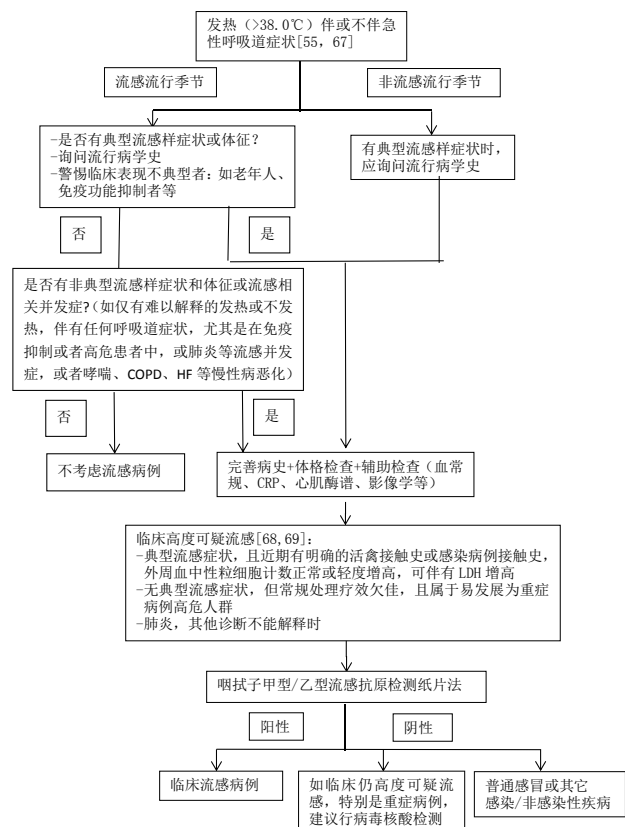 发热（>38.0℃）伴或不伴急
性呼吸道症状[55，67]
流感流行季节
非流感流行季节
-是否有典型流感样症状或体征？
-询问流行病学史
-警惕临床表现不典型者：如老年人、
免疫功能抑制者等
有典型流感样症状时，
应询问流行病学史
否
是
是否有非典型流感样症状和体征或流感相
关并发症?（如仅有难以解释的发热或不发
热，伴有任何呼吸道症状，尤其是在免疫
抑制或者高危患者中，或肺炎等流感并发
症，或者哮喘、COPD、HF 等慢性病恶化）
否
是
不考虑流感病例
完善病史+体格检查+辅助检查（血常
规、CRP、心肌酶谱、影像学等）
临床高度可疑流感[68,69]：
-典型流感症状，且近期有明确的活禽接触史或感染病例接触史，
外周血中性粒细胞计数正常或轻度增高，可伴有 LDH 增高
-无典型流感症状，但常规处理疗效欠佳，且属于易发展为重症
病例高危人群
-肺炎，其他诊断不能解释时
咽拭子甲型/乙型流感抗原检测纸片法
阳性
阴性
临床流感病例
如临床仍高度可疑流
感，特别是重症病例，
建议行病毒核酸检测
普通感冒或其它
感染/非感染性疾病